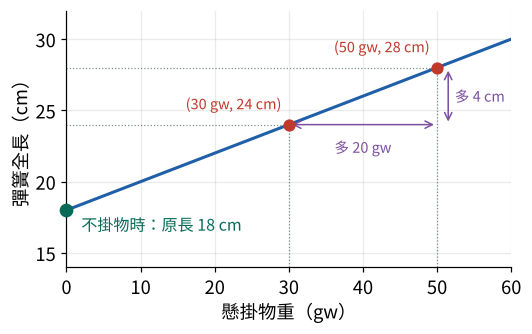 (50 gw, 28 cm)
多 4 cm
(30 gw, 24 cm)
多 20 gw
不掛物時：原長 18 cm
彈簧全長（cm）
30
25
20
15
0 10 20 30 40 50 60
懸掛物重（gw）